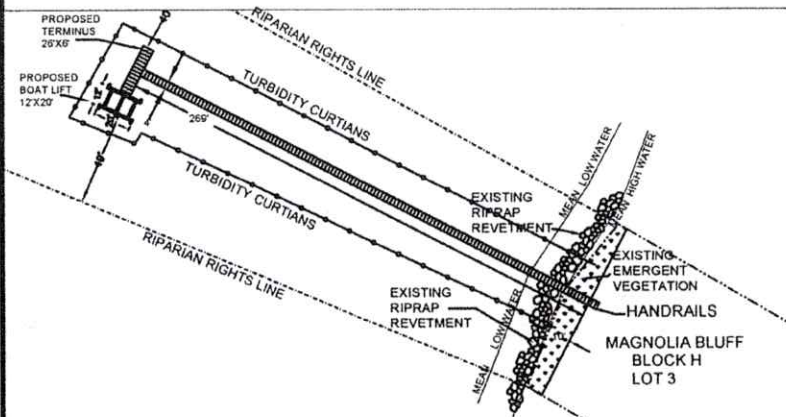 PROPOSED
TERMINUS
26'X6'
RIPARIAN RIGHTS LINE
PROPOSED
BOAT LIFT
12'X20'
12'
20'
TURBIDITY CURTIANS
269'
TURBIDITY CURTIANS
RIPARIAN RIGHTS LINE
MEAN LOW WATER
MEAN HIGH WATER
EXISTING
RIPRAP
REVETMENT
EXISTING
EMERGENT
VEGETATION
EXISTING
RIPRAP
REVETMENT
HANDRAILS
MEAN LOW WATER
MAGNOLIA BLUFF
BLOCK H
LOT 3